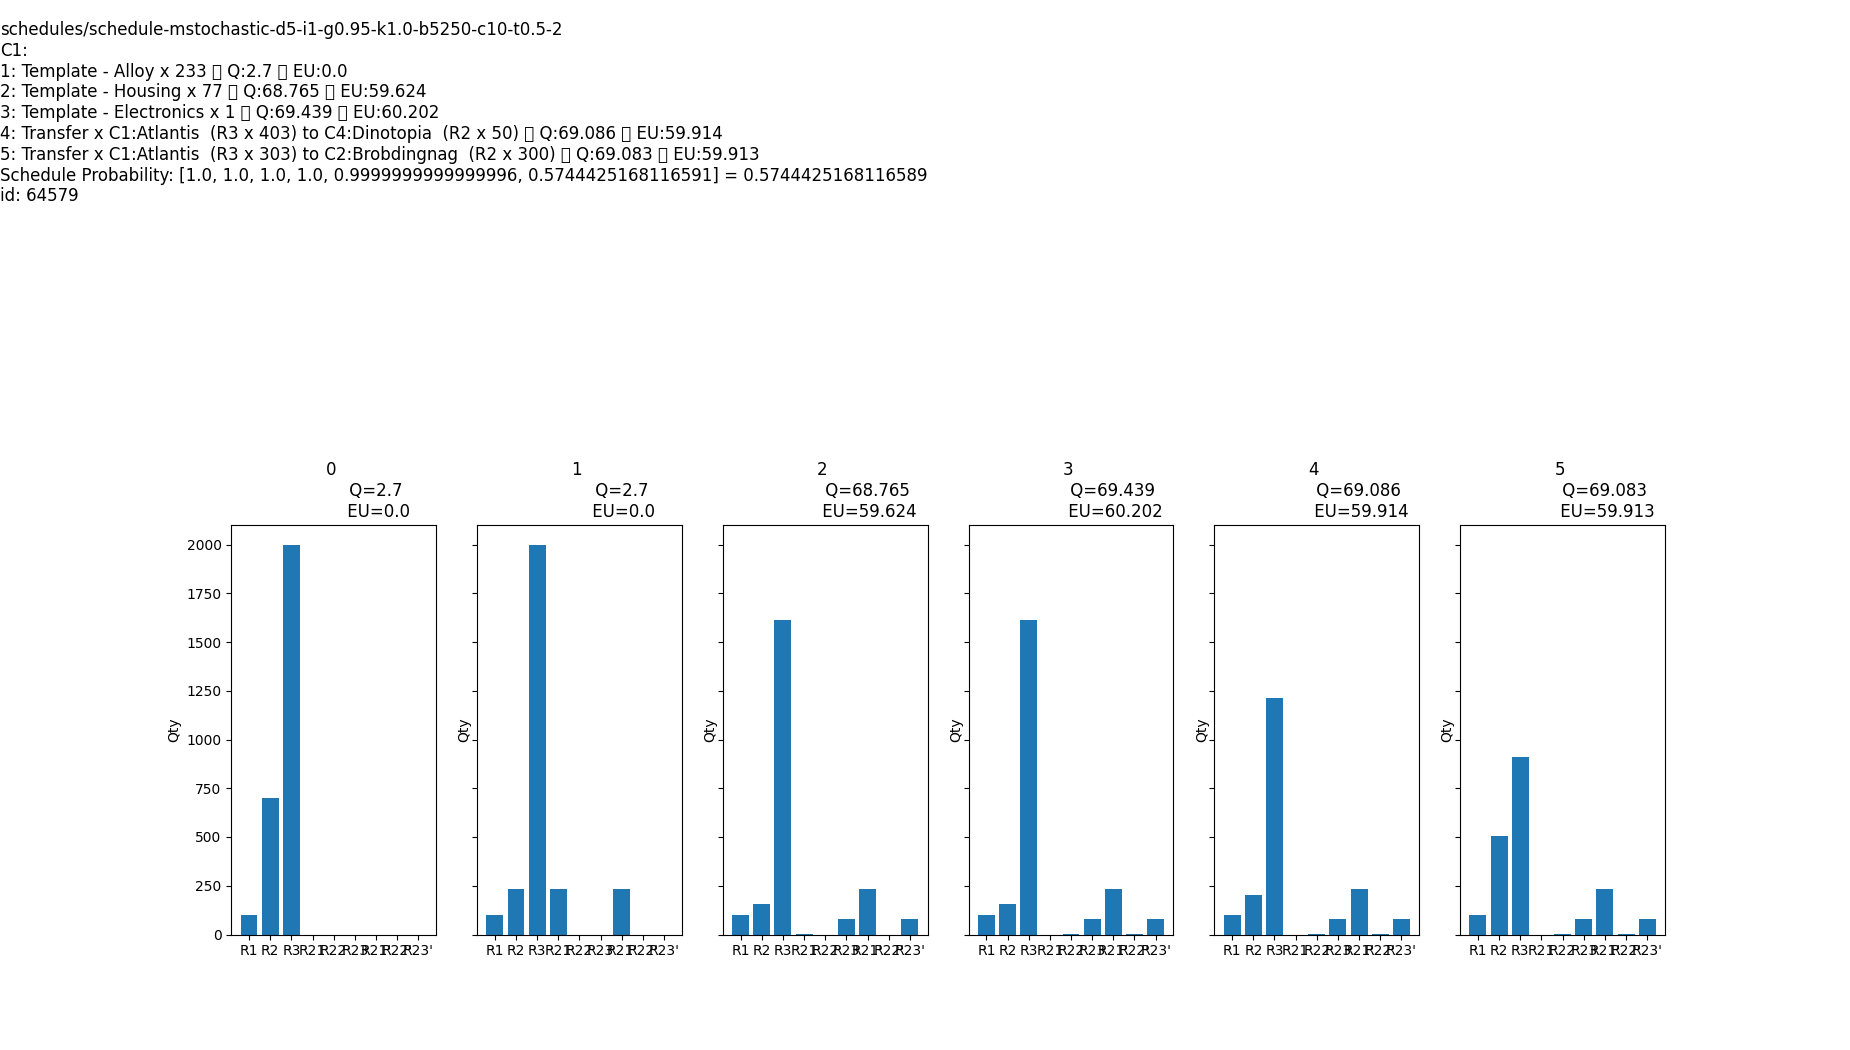 schedules/schedule-mstochastic-d5-i1-g0.95-k1.0-b5250-c10-t0.5-2
C1:
1: Template - Alloy x 233 ▯ Q:2.7 ▯ EU:0.0
2: Template - Housing x 77 ▯ Q:68.765 ▯ EU:59.624
3: Template - Electronics x 1 ▯ Q:69.439 ▯ EU:60.202
4: Transfer x C1:Atlantis  (R3 x 403) to C4:Dinotopia  (R2 x 50) ▯ Q:69.086 ▯ EU:59.914
5: Transfer x C1:Atlantis  (R3 x 303) to C2:Brobdingnag  (R2 x 300) ▯ Q:69.083 ▯ EU:59.913
Schedule Probability: [1.0, 1.0, 1.0, 1.0, 0.9999999999999996, 0.5744425168116591] = 0.5744425168116589
id: 64579
0
Q=2.7
EU=0.0
2000
1750
1500
1250
1000
750
500
250
0
Qty
R1 R2 R3 R21 R22 R23 R21' R22' R23'
1
Q=2.7
EU=0.0
Qty
R1 R2 R3 R21 R22 R23 R21' R22' R23'
2
Q=68.765
EU=59.624
Qty
R1 R2 R3 R21 R22 R23 R21' R22' R23'
3
Q=69.439
EU=60.202
Qty
R1 R2 R3 R21 R22 R23 R21' R22' R23'
4
Q=69.086
EU=59.914
Qty
R1 R2 R3 R21 R22 R23 R21' R22' R23'
5
Q=69.083
EU=59.913
Qty
R1 R2 R3 R21 R22 R23 R21' R22' R23'